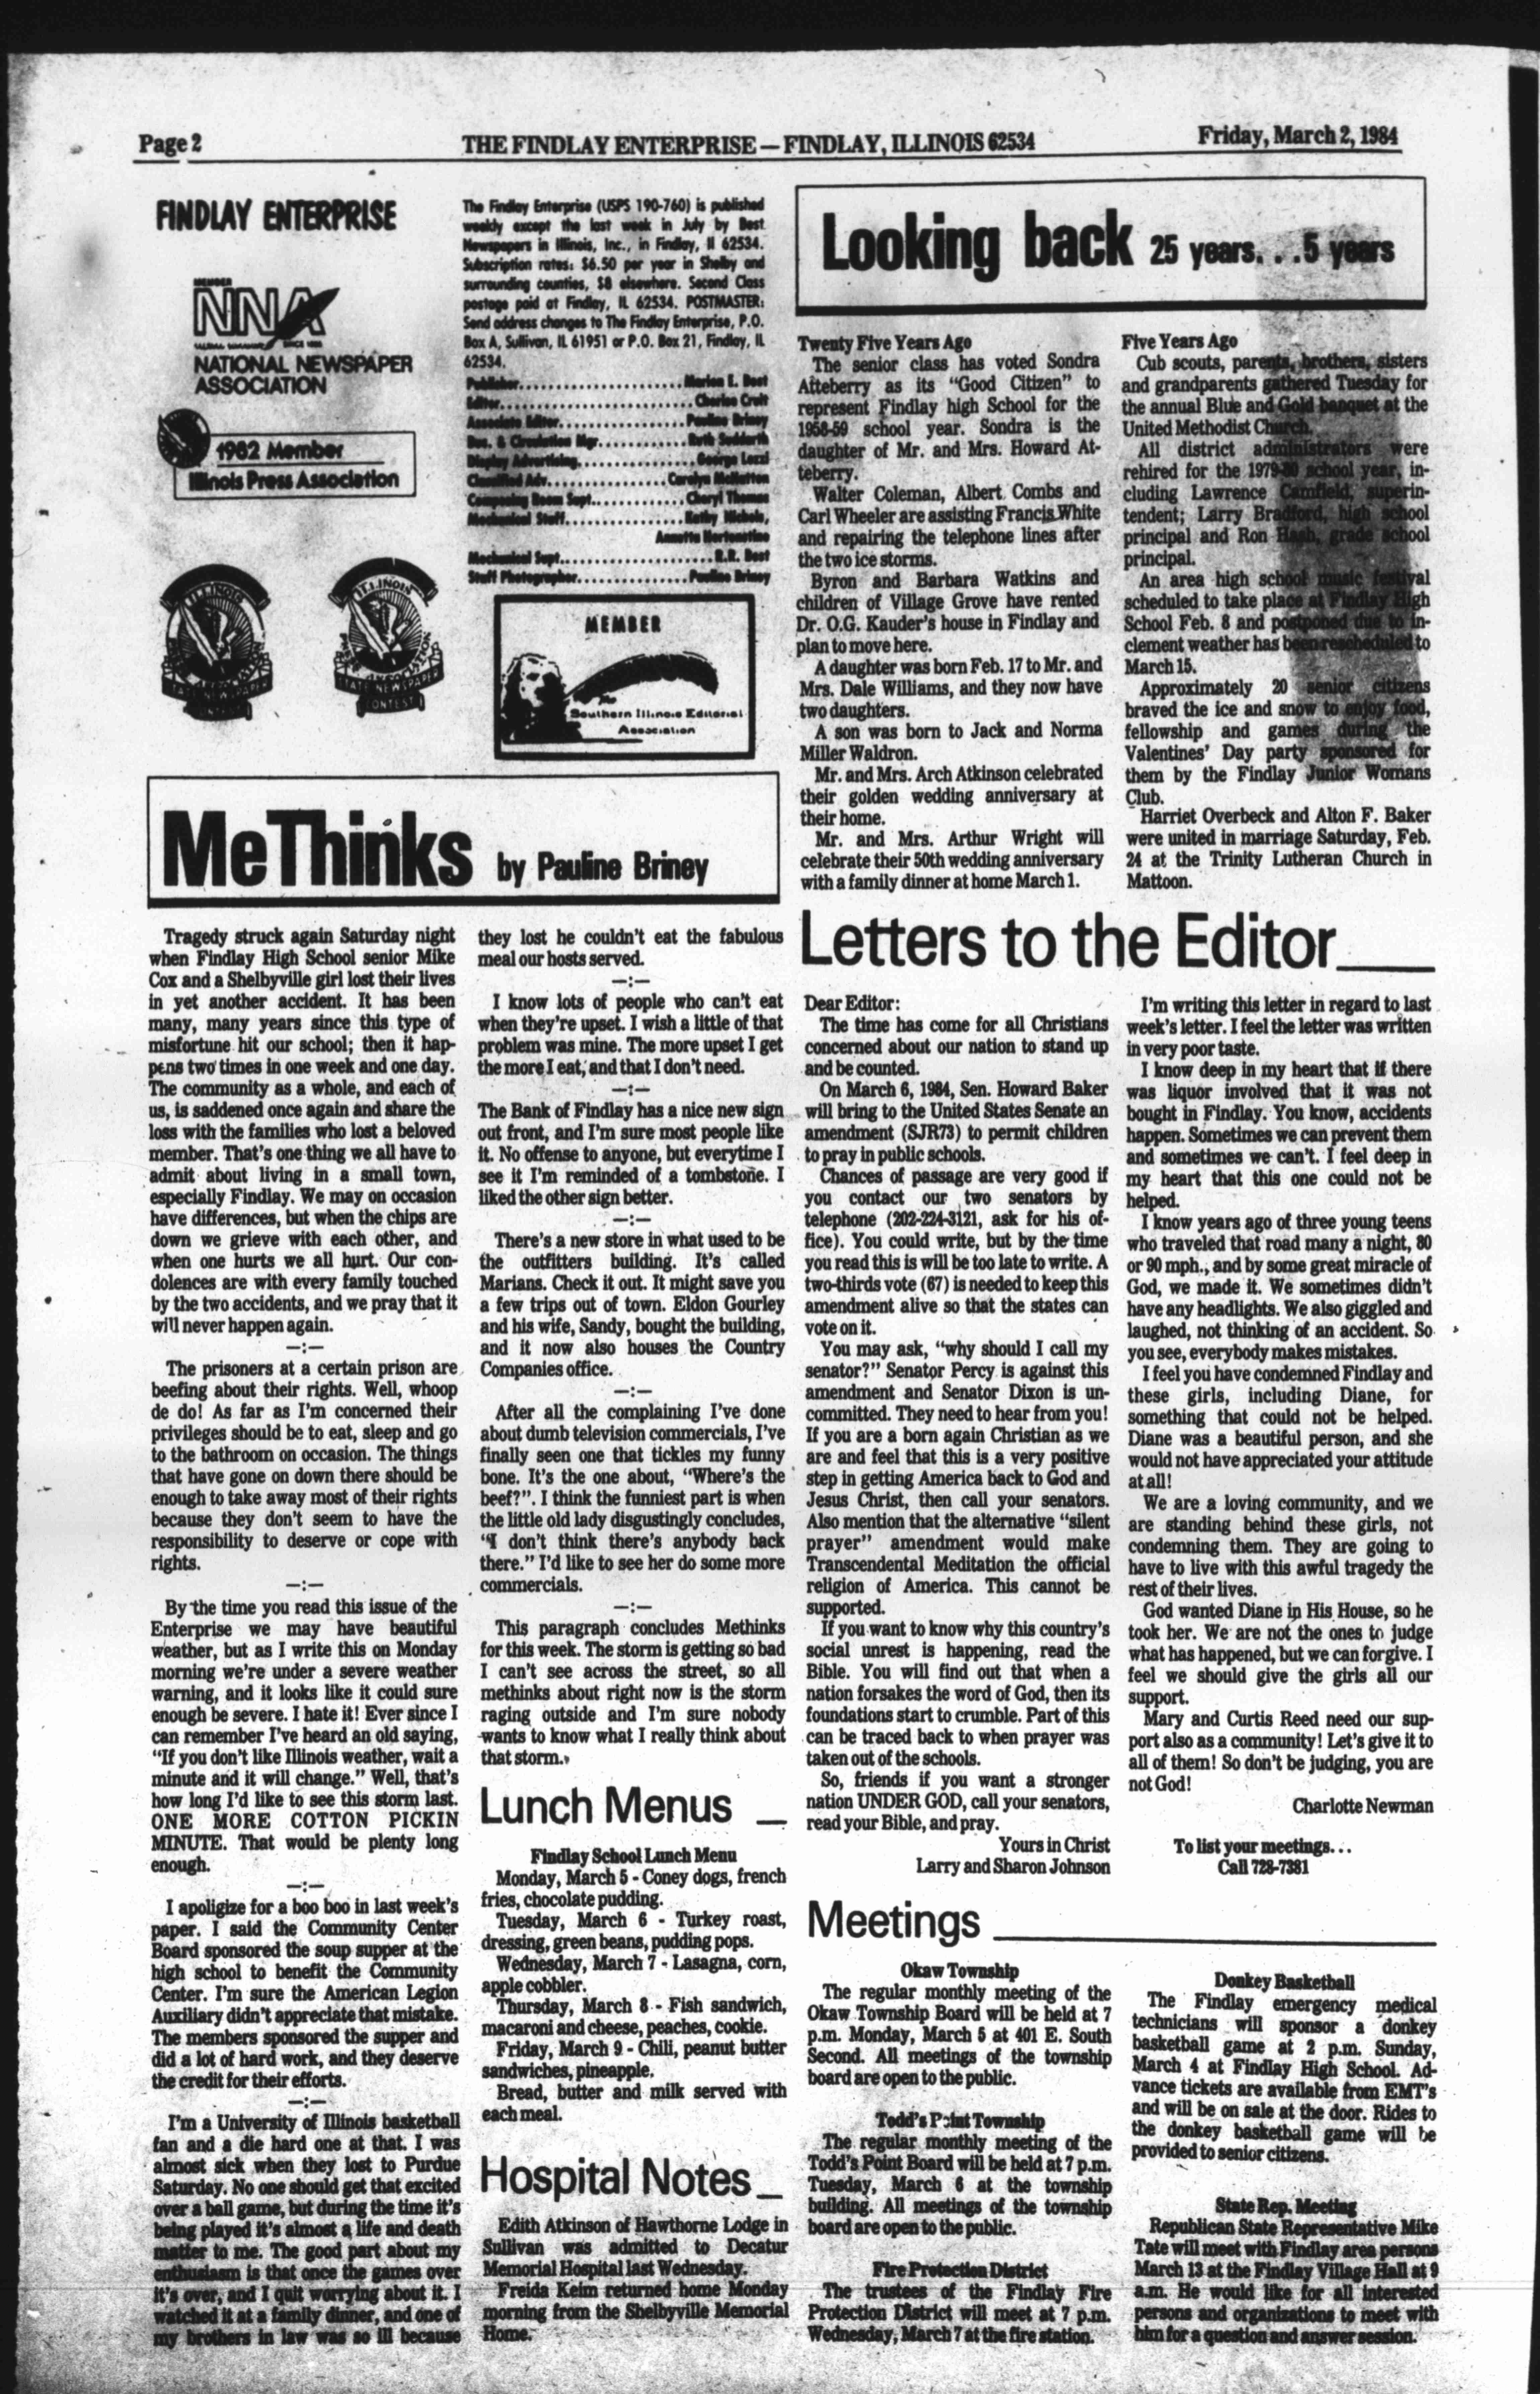 Page 2
THE FINDLAY ENTERPRISE — FINDLAY, ILLINOIS 62534
Friday, March 2, 1984
FINDLAY ENTERPRISE
MEMBER
NNA
SINCE 1885
NATIONAL NEWSPAPER
ASSOCIATION
1982 Member
Illinois Press Association
ILLINOIS
STATE NEWSPAPER
CONTEST
ILLINOIS
PRESS ASSOCIATION
STATE NEWSPAPER
CONTEST
The Findlay Enterprise (USPS 190-760) is published
weekly except the last week in July by Best
Newspapers in Illinois, Inc., in Findlay, Il 62534.
Subscription rates: $6.50 per year in Shelby and
surrounding counties, $8 elsewhere. Second Class
postage paid at Findlay, IL 62534. POSTMASTER:
Send address changes to The Findlay Enterprise, P.O.
Box A, Sullivan, IL 61951 or P.O. Box 21, Findlay, IL
62534.
Publisher......................Marion E. Best
Editor..........................Charlee Cruit
Associate Editor.................Pauline Briney
Bus. & Circulation Mgr............Ruth Suddarth
Display Advertising................George Lozzi
Classified Adv................Carolyn McHatton
Composing Room Supt.............Cheryl Thomas
Mechanical Staff................Kathy Nichols,
Annetta Hortenstine
Mechanical Supt.....................R.R. Best
Staff Photographer...............Pauline Briney
MEMBER
The
Southern Illinois Editorial
Association
MeThinks by Pauline Briney
Tragedy struck again Saturday night
when Findlay High School senior Mike
Cox and a Shelbyville girl lost their lives
in yet another accident. It has been
many, many years since this type of
misfortune hit our school; then it hap-
pens two times in one week and one day.
The community as a whole, and each of
us, is saddened once again and share the
loss with the families who lost a beloved
member. That's one thing we all have to
admit about living in a small town,
especially Findlay. We may on occasion
have differences, but when the chips are
down we grieve with each other, and
when one hurts we all hurt. Our con-
dolences are with every family touched
by the two accidents, and we pray that it
will never happen again.
—:—
The prisoners at a certain prison are
beefing about their rights. Well, whoop
de do! As far as I'm concerned their
privileges should be to eat, sleep and go
to the bathroom on occasion. The things
that have gone on down there should be
enough to take away most of their rights
because they don't seem to have the
responsibility to deserve or cope with
rights.
—:—
By the time you read this issue of the
Enterprise we may have beautiful
weather, but as I write this on Monday
morning we're under a severe weather
warning, and it looks like it could sure
enough be severe. I hate it! Ever since I
can remember I've heard an old saying,
"If you don't like Illinois weather, wait a
minute and it will change." Well, that's
how long I'd like to see this storm last.
ONE MORE COTTON PICKIN
MINUTE. That would be plenty long
enough.
—:—
I apoligize for a boo boo in last week's
paper. I said the Community Center
Board sponsored the soup supper at the
high school to benefit the Community
Center. I'm sure the American Legion
Auxiliary didn't appreciate that mistake.
The members sponsored the supper and
did a lot of hard work, and they deserve
the credit for their efforts.
—:—
I'm a University of Illinois basketball
fan and a die hard one at that. I was
almost sick when they lost to Purdue
Saturday. No one should get that excited
over a ball game, but during the time it's
being played it's almost a life and death
matter to me. The good part about my
enthusiasm is that once the games over
it's over, and I quit worrying about it. I
watched it at a family dinner, and one of
my brothers in law was so ill because
they lost he couldn't eat the fabulous
meal our hosts served.
—:—
I know lots of people who can't eat
when they're upset. I wish a little of that
problem was mine. The more upset I get
the more I eat, and that I don't need.
—:—
The Bank of Findlay has a nice new sign
out front, and I'm sure most people like
it. No offense to anyone, but everytime I
see it I'm reminded of a tombstone. I
liked the other sign better.
—:—
There's a new store in what used to be
the outfitters building. It's called
Marians. Check it out. It might save you
a few trips out of town. Eldon Gourley
and his wife, Sandy, bought the building,
and it now also houses the Country
Companies office.
—:—
After all the complaining I've done
about dumb television commercials, I've
finally seen one that tickles my funny
bone. It's the one about, "Where's the
beef?". I think the funniest part is when
the little old lady disgustingly concludes,
"I don't think there's anybody back
there." I'd like to see her do some more
commercials.
—:—
This paragraph concludes Methinks
for this week. The storm is getting so bad
I can't see across the street, so all
methinks about right now is the storm
raging outside and I'm sure nobody
wants to know what I really think about
that storm.
Lunch Menus
Findlay School Lunch Menu
Monday, March 5 - Coney dogs, french
fries, chocolate pudding.
Tuesday, March 6 - Turkey roast,
dressing, green beans, pudding pops.
Wednesday, March 7 - Lasagna, corn,
apple cobbler.
Thursday, March 8 - Fish sandwich,
macaroni and cheese, peaches, cookie.
Friday, March 9 - Chili, peanut butter
sandwiches, pineapple.
Bread, butter and milk served with
each meal.
Hospital Notes
Edith Atkinson of Hawthorne Lodge in
Sullivan was admitted to Decatur
Memorial Hospital last Wednesday.
Freida Keim returned home Monday
morning from the Shelbyville Memorial
Home.
Looking back 25 years...5 years
Twenty Five Years Ago
The senior class has voted Sondra
Atteberry as its "Good Citizen" to
represent Findlay high School for the
1958-59 school year. Sondra is the
daughter of Mr. and Mrs. Howard At-
teberry.
Walter Coleman, Albert Combs and
Carl Wheeler are assisting Francis White
and repairing the telephone lines after
the two ice storms.
Byron and Barbara Watkins and
children of Village Grove have rented
Dr. O.G. Kauder's house in Findlay and
plan to move here.
A daughter was born Feb. 17 to Mr. and
Mrs. Dale Williams, and they now have
two daughters.
A son was born to Jack and Norma
Miller Waldron.
Mr. and Mrs. Arch Atkinson celebrated
their golden wedding anniversary at
their home.
Mr. and Mrs. Arthur Wright will
celebrate their 50th wedding anniversary
with a family dinner at home March 1.
Five Years Ago
Cub scouts, parents, brothers, sisters
and grandparents gathered Tuesday for
the annual Blue and Gold banquet at the
United Methodist Church.
All district administrators were
rehired for the 1979-80 school year, in-
cluding Lawrence Camfield, superin-
tendent; Larry Bradford, high school
principal and Ron Hash, grade school
principal.
An area high school music festival
scheduled to take place at Findlay High
School Feb. 8 and postponed due to in-
clement weather has been rescheduled to
March 15.
Approximately 20 senior citizens
braved the ice and snow to enjoy food,
fellowship and games during the
Valentines' Day party sponsored for
them by the Findlay Junior Womans
Club.
Harriet Overbeck and Alton F. Baker
were united in marriage Saturday, Feb.
24 at the Trinity Lutheran Church in
Mattoon.
Letters to the Editor
Dear Editor:
The time has come for all Christians
concerned about our nation to stand up
and be counted.
On March 6, 1984, Sen. Howard Baker
will bring to the United States Senate an
amendment (SJR73) to permit children
to pray in public schools.
Chances of passage are very good if
you contact our two senators by
telephone (202-224-3121, ask for his of-
fice). You could write, but by the time
you read this is will be too late to write. A
two-thirds vote (67) is needed to keep this
amendment alive so that the states can
vote on it.
You may ask, "why should I call my
senator?" Senator Percy is against this
amendment and Senator Dixon is un-
committed. They need to hear from you!
If you are a born again Christian as we
are and feel that this is a very positive
step in getting America back to God and
Jesus Christ, then call your senators.
Also mention that the alternative "silent
prayer" amendment would make
Transcendental Meditation the official
religion of America. This cannot be
supported.
If you want to know why this country's
social unrest is happening, read the
Bible. You will find out that when a
nation forsakes the word of God, then its
foundations start to crumble. Part of this
can be traced back to when prayer was
taken out of the schools.
So, friends if you want a stronger
nation UNDER GOD, call your senators,
read your Bible, and pray.
Yours in Christ
Larry and Sharon Johnson
I'm writing this letter in regard to last
week's letter. I feel the letter was written
in very poor taste.
I know deep in my heart that if there
was liquor involved that it was not
bought in Findlay. You know, accidents
happen. Sometimes we can prevent them
and sometimes we can't. I feel deep in
my heart that this one could not be
helped.
I know years ago of three young teens
who traveled that road many a night, 80
or 90 mph., and by some great miracle of
God, we made it. We sometimes didn't
have any headlights. We also giggled and
laughed, not thinking of an accident. So
you see, everybody makes mistakes.
I feel you have condemned Findlay and
these girls, including Diane, for
something that could not be helped.
Diane was a beautiful person, and she
would not have appreciated your attitude
at all!
We are a loving community, and we
are standing behind these girls, not
condemning them. They are going to
have to live with this awful tragedy the
rest of their lives.
God wanted Diane in His House, so he
took her. We are not the ones to judge
what has happened, but we can forgive. I
feel we should give the girls all our
support.
Mary and Curtis Reed need our sup-
port also as a community! Let's give it to
all of them! So don't be judging, you are
not God!
Charlotte Newman
To list your meetings...
Call 728-7381
Meetings
Okaw Township
The regular monthly meeting of the
Okaw Township Board will be held at 7
p.m. Monday, March 5 at 401 E. South
Second. All meetings of the township
board are open to the public.
Todd's Point Township
The regular monthly meeting of the
Todd's Point Board will be held at 7 p.m.
Tuesday, March 6 at the township
building. All meetings of the township
board are open to the public.
Fire Protection District
The trustees of the Findlay Fire
Protection District will meet at 7 p.m.
Wednesday, March 7 at the fire station.
Donkey Basketball
The Findlay emergency medical
technicians will sponsor a donkey
basketball game at 2 p.m. Sunday,
March 4 at Findlay High School. Ad-
vance tickets are available from EMT's
and will be on sale at the door. Rides to
the donkey basketball game will be
provided to senior citizens.
State Rep. Meeting
Republican State Representative Mike
Tate will meet with Findlay area persons
March 13 at the Findlay Village Hall at 9
a.m. He would like for all interested
persons and organizations to meet with
him for a question and answer session.